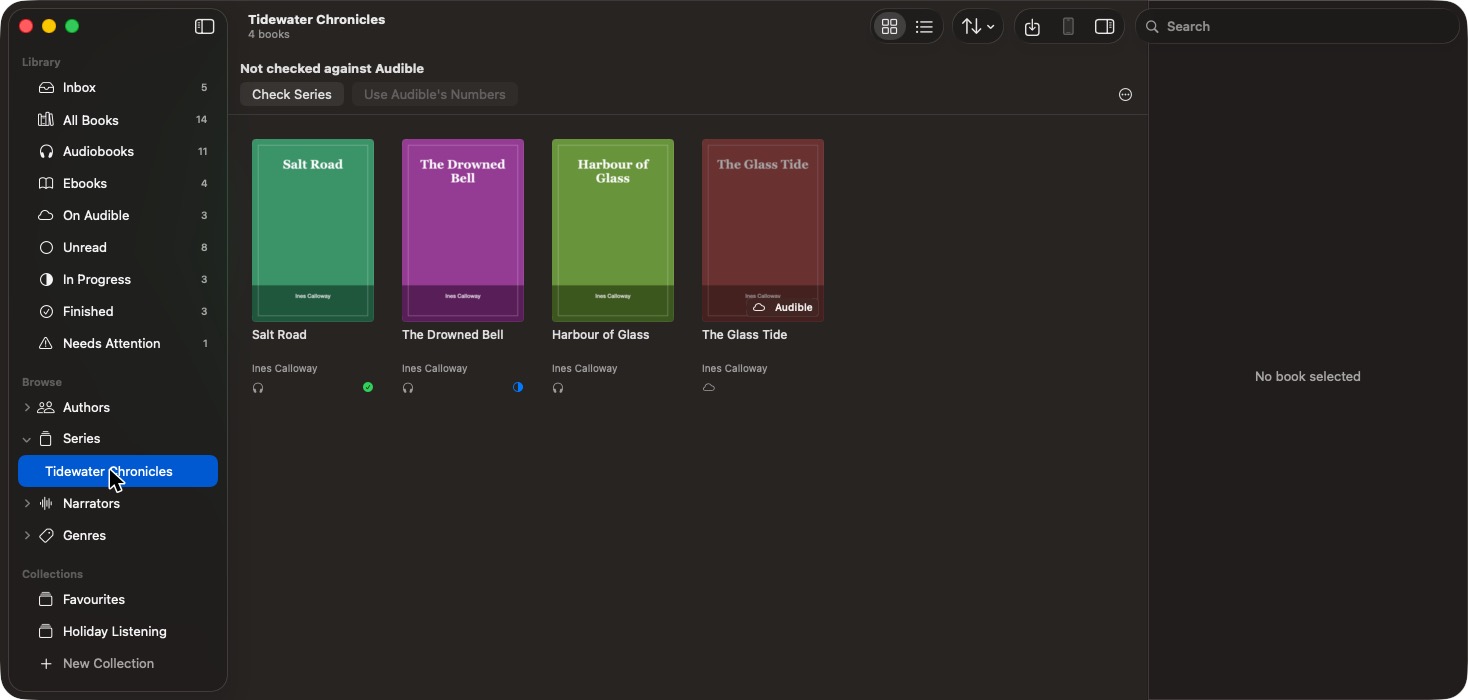 Tidewater Chronicles
4 books
Search
Library
Inbox 5
All Books 14
Audiobooks 11
Ebooks 4
On Audible 3
Unread 8
In Progress 3
Finished 3
Needs Attention 1
Browse
Authors
Series
Tidewater Chronicles
Narrators
Genres
Collections
Favourites
Holiday Listening
New Collection
Not checked against Audible
Check Series
Use Audible's Numbers
Salt Road
Ines Calloway
Salt Road
Ines Calloway
The Drowned
Bell
Ines Calloway
The Drowned Bell
Ines Calloway
Harbour of
Glass
Ines Calloway
Harbour of Glass
Ines Calloway
The Glass Tide
Ines Calloway
Audible
The Glass Tide
Ines Calloway
No book selected